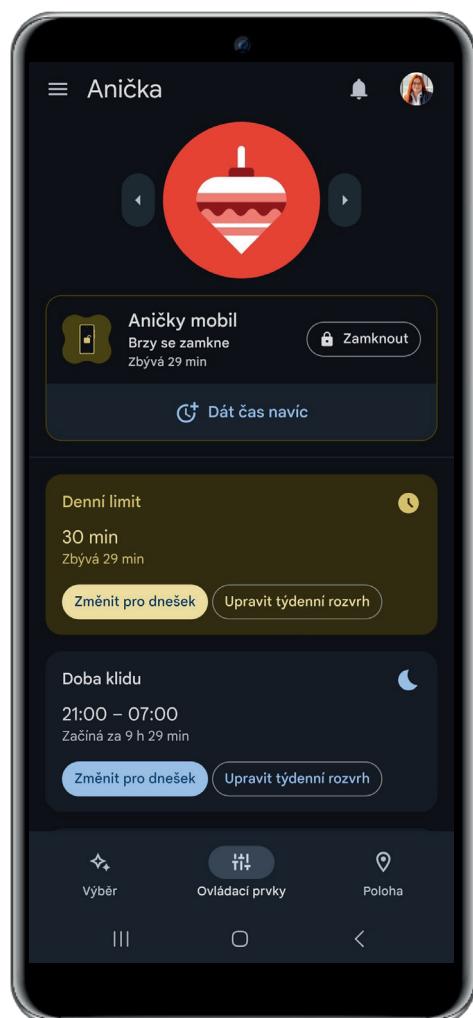 Anička
Aničky mobil
Brzy se zamkne
Zbývá 29 min
Zamknout
Dát čas navíc
Denní limit
30 min
Zbývá 29 min
Změnit pro dnešek
Upravit týdenní rozvrh
Doba klidu
21:00 – 07:00
Začíná za 9 h 29 min
Změnit pro dnešek
Upravit týdenní rozvrh
Výběr
Ovládací prvky
Poloha